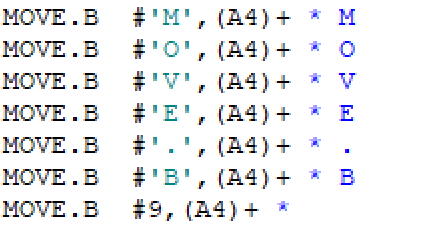 MOVE.B  #'M',(A4)+ * M
MOVE.B  #'O',(A4)+ * O
MOVE.B  #'V',(A4)+ * V
MOVE.B  #'E',(A4)+ * E
MOVE.B  #'.',(A4)+ * .
MOVE.B  #'B',(A4)+ * B
MOVE.B  #9,(A4)+ *